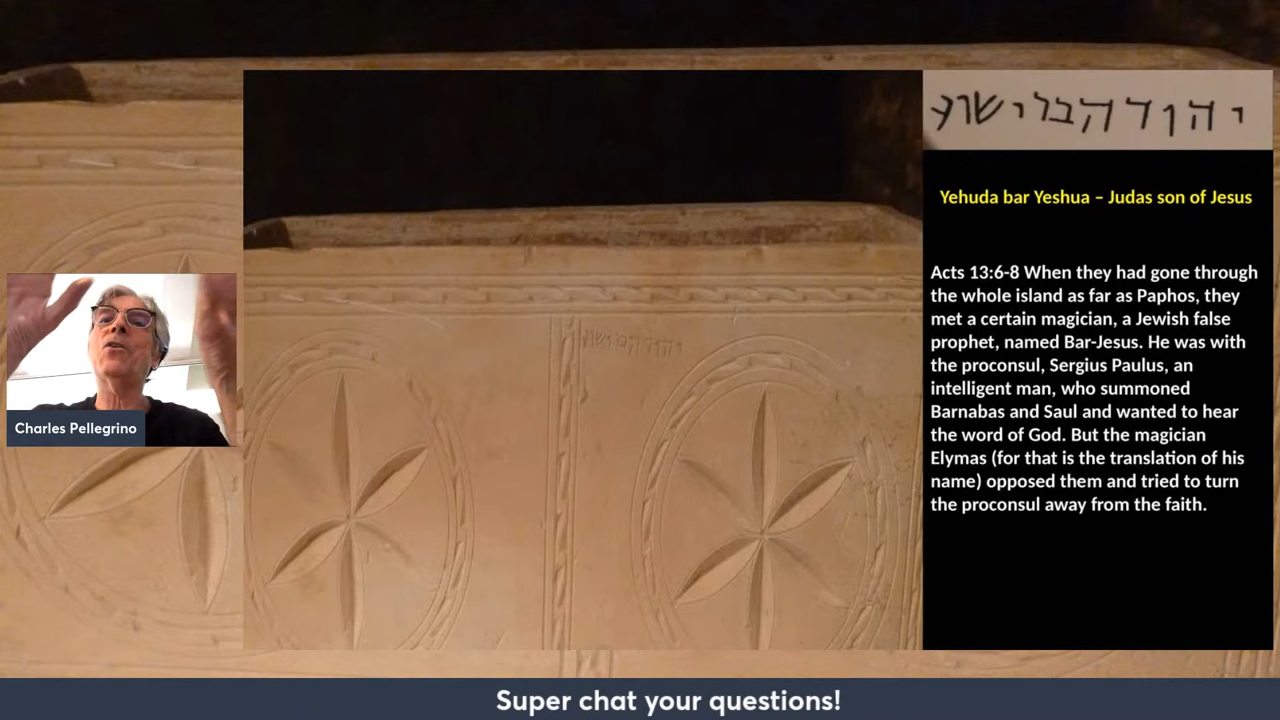 יהודה בר ישוע
Yehuda bar Yeshua – Judas son of Jesus
Acts 13:6-8 When they had gone through
the whole island as far as Paphos, they
met a certain magician, a Jewish false
prophet, named Bar-Jesus. He was with
the proconsul, Sergius Paulus, an
intelligent man, who summoned
Barnabas and Saul and wanted to hear
the word of God. But the magician
Elymas (for that is the translation of his
name) opposed them and tried to turn
the proconsul away from the faith.
Charles Pellegrino
Super chat your questions!